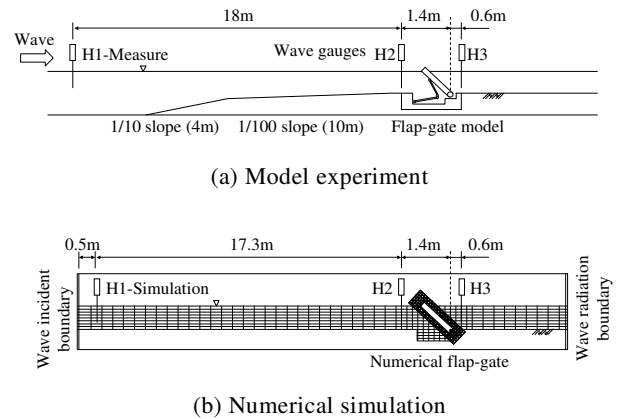 18m 1.4m 0.6m
Wave
H1-Measure Wave gauges H2 H3
1/10 slope (4m) 1/100 slope (10m) Flap-gate model
(a) Model experiment
0.5m 17.3m 1.4m 0.6m
Wave incident
boundary
H1-Simulation H2 H3
Wave radiation
boundary
Numerical flap-gate
(b) Numerical simulation